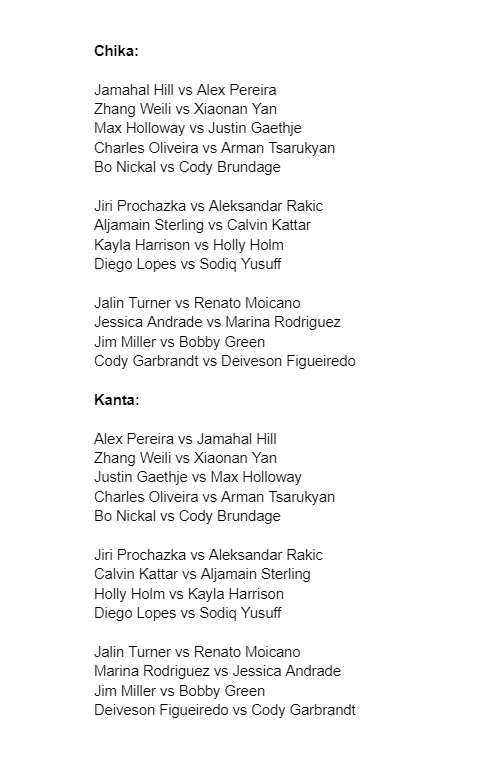 Chika:
Jamahal Hill vs Alex Pereira
Zhang Weili vs Xiaonan Yan
Max Holloway vs Justin Gaethje
Charles Oliveira vs Arman Tsarukyan
Bo Nickal vs Cody Brundage
Jiri Prochazka vs Aleksandar Rakic
Aljamain Sterling vs Calvin Kattar
Kayla Harrison vs Holly Holm
Diego Lopes vs Sodiq Yusuff
Jalin Turner vs Renato Moicano
Jessica Andrade vs Marina Rodriguez
Jim Miller vs Bobby Green
Cody Garbrandt vs Deiveson Figueiredo
Kanta:
Alex Pereira vs Jamahal Hill
Zhang Weili vs Xiaonan Yan
Justin Gaethje vs Max Holloway
Charles Oliveira vs Arman Tsarukyan
Bo Nickal vs Cody Brundage
Jiri Prochazka vs Aleksandar Rakic
Calvin Kattar vs Aljamain Sterling
Holly Holm vs Kayla Harrison
Diego Lopes vs Sodiq Yusuff
Jalin Turner vs Renato Moicano
Marina Rodriguez vs Jessica Andrade
Jim Miller vs Bobby Green
Deiveson Figueiredo vs Cody Garbrandt